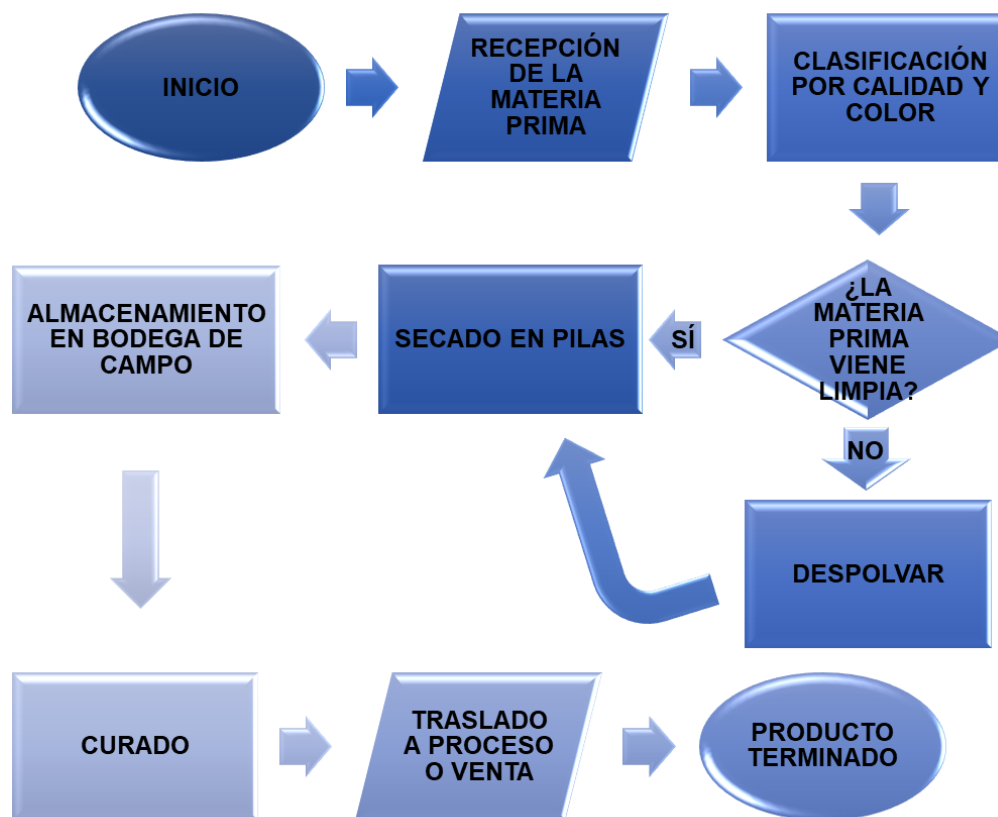 INICIO
RECEPCIÓN
DE LA
MATERIA
PRIMA
CLASIFICACIÓN
POR CALIDAD Y
COLOR
¿LA
MATERIA
PRIMA
VIENE
LIMPIA?
SÍ
SECADO EN PILAS
ALMACENAMIENTO
EN BODEGA DE
CAMPO
NO
DESPOLVAR
CURADO
TRASLADO
A PROCESO
O VENTA
PRODUCTO
TERMINADO